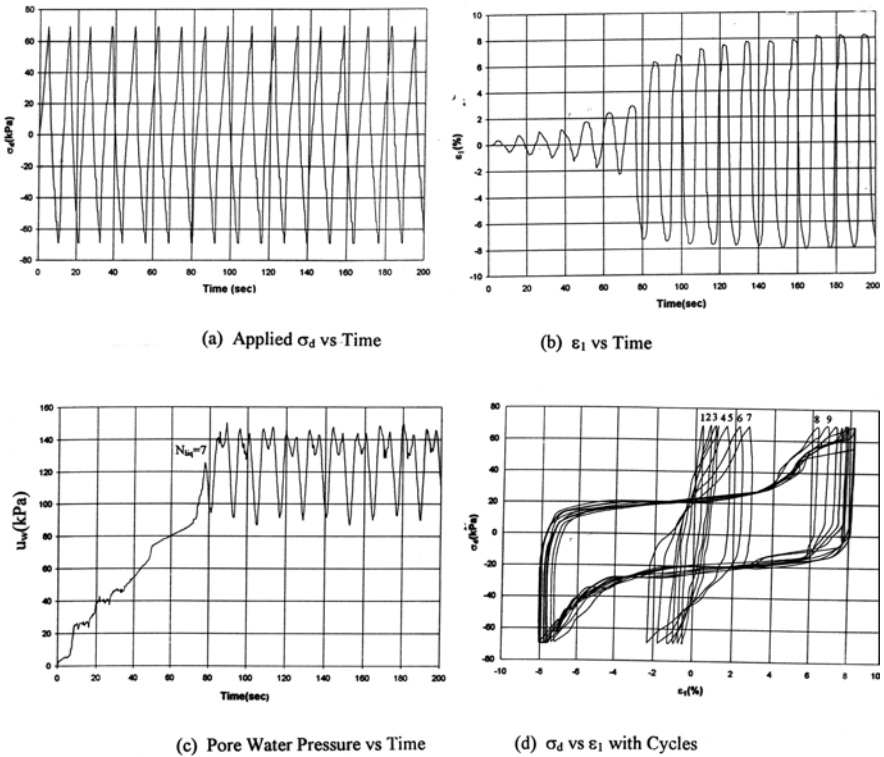 80
60
40
20
0
-20
-40
-60
-80
σd(kPa)
0 20 40 60 80 100 120 140 160 180 200
Time (sec)
(a) Applied σd vs Time
10
8
6
4
2
0
-2
-4
-6
-8
-10
ε1(%)
0 20 40 60 80 100 120 140 160 180 200
Time(sec)
(b) ε1 vs Time
160
140
120
100
80
60
40
20
0
uw(kPa)
Nliq=7
0 20 40 60 80 100 120 140 160 180 200
Time(sec)
(c) Pore Water Pressure vs Time
80
60
40
20
0
-20
-40
-60
-80
σd(kPa)
123 45 6 7 8 9
-10 -8 -6 -4 -2 0 2 4 6 8 10
ε1(%)
(d) σd vs ε1 with Cycles